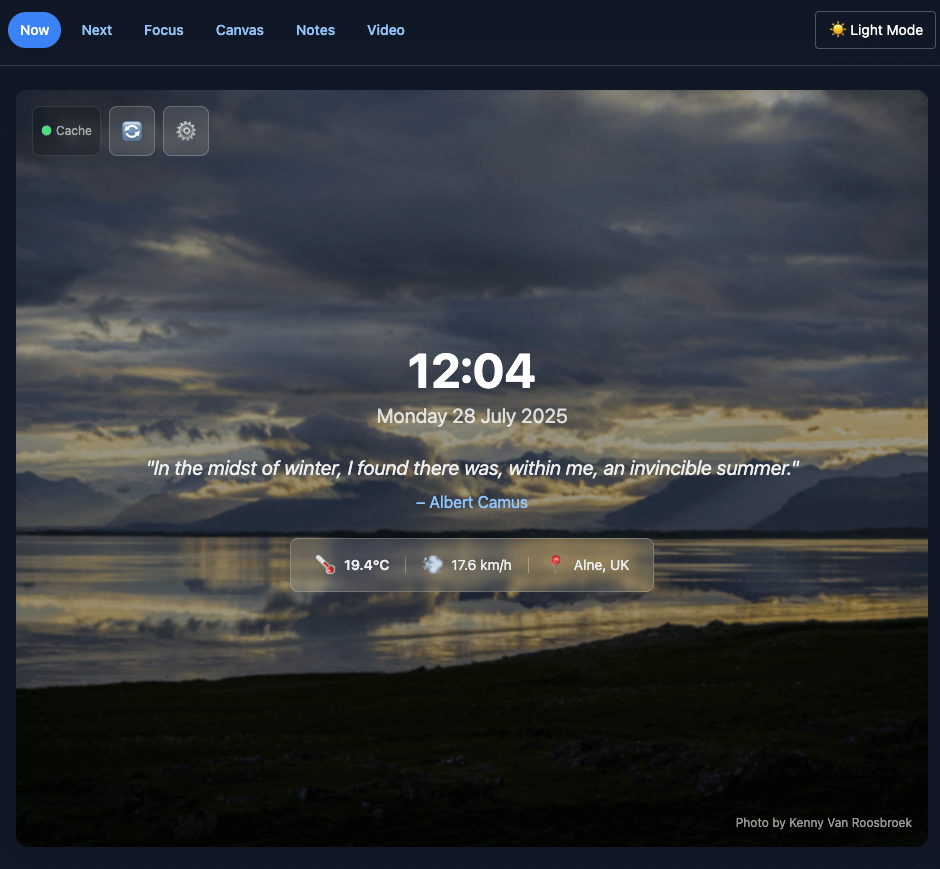 Now Next Focus Canvas Notes Video ☀️ Light Mode
Cache
12:04
Monday 28 July 2025
"In the midst of winter, I found there was, within me, an invincible summer."
– Albert Camus
19.4°C 17.6 km/h Alne, UK
Photo by Kenny Van Roosbroek